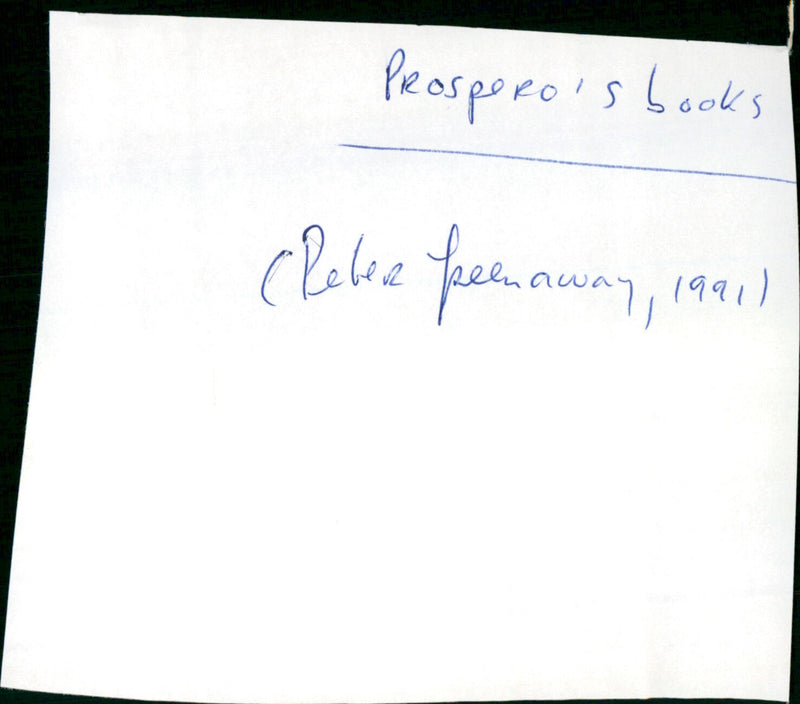 Prospero's books
(Peter Greenaway, 1991)